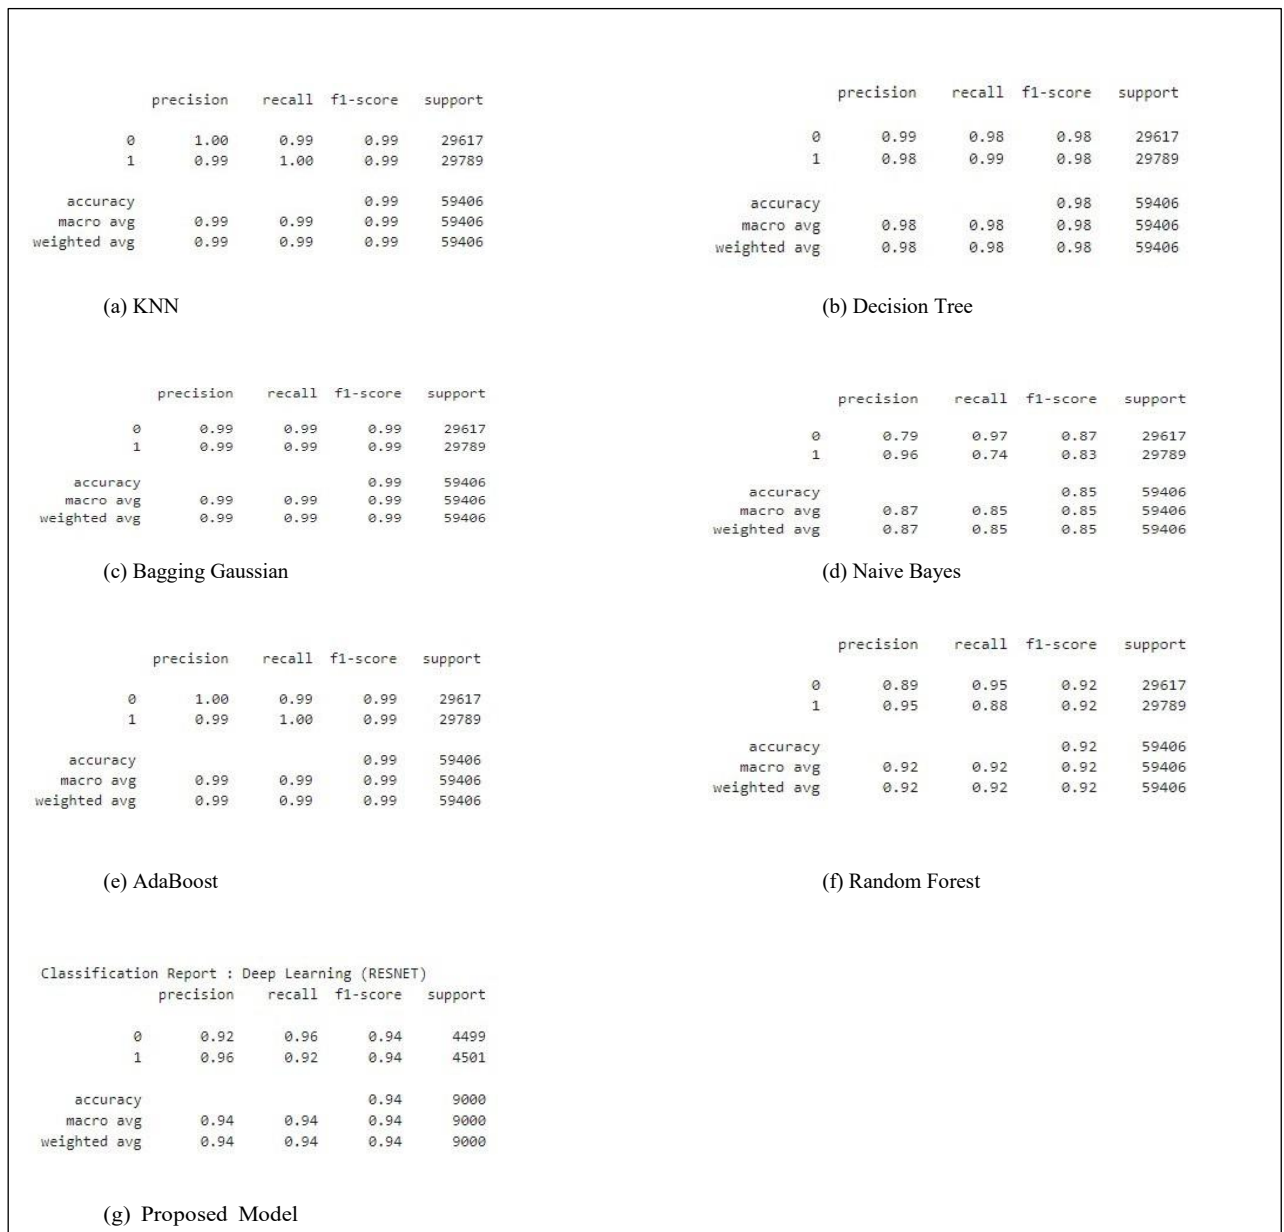 precision recall f1-score support
0 1.00 0.99 0.99 29617
1 0.99 1.00 0.99 29789
accuracy 0.99 59406
macro avg 0.99 0.99 0.99 59406
weighted avg 0.99 0.99 0.99 59406
(a) KNN
precision recall f1-score support
0 0.99 0.98 0.98 29617
1 0.98 0.99 0.98 29789
accuracy 0.98 59406
macro avg 0.98 0.98 0.98 59406
weighted avg 0.98 0.98 0.98 59406
(b) Decision Tree
precision recall f1-score support
0 0.99 0.99 0.99 29617
1 0.99 0.99 0.99 29789
accuracy 0.99 59406
macro avg 0.99 0.99 0.99 59406
weighted avg 0.99 0.99 0.99 59406
(c) Bagging Gaussian
precision recall f1-score support
0 0.79 0.97 0.87 29617
1 0.96 0.74 0.83 29789
accuracy 0.85 59406
macro avg 0.87 0.85 0.85 59406
weighted avg 0.87 0.85 0.85 59406
(d) Naive Bayes
precision recall f1-score support
0 1.00 0.99 0.99 29617
1 0.99 1.00 0.99 29789
accuracy 0.99 59406
macro avg 0.99 0.99 0.99 59406
weighted avg 0.99 0.99 0.99 59406
(e) AdaBoost
precision recall f1-score support
0 0.89 0.95 0.92 29617
1 0.95 0.88 0.92 29789
accuracy 0.92 59406
macro avg 0.92 0.92 0.92 59406
weighted avg 0.92 0.92 0.92 59406
(f) Random Forest
Classification Report : Deep Learning (RESNET)
precision recall f1-score support
0 0.92 0.96 0.94 4499
1 0.96 0.92 0.94 4501
accuracy 0.94 9000
macro avg 0.94 0.94 0.94 9000
weighted avg 0.94 0.94 0.94 9000
(g) Proposed Model